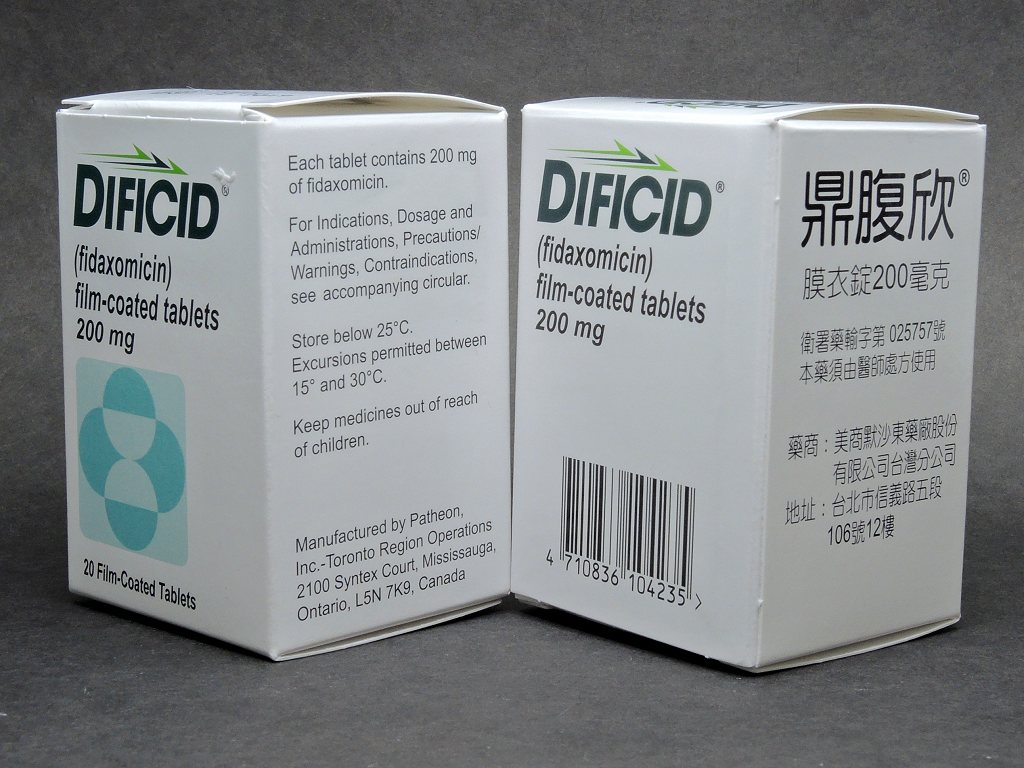 DIFICID®
(fidaxomicin)
film-coated tablets
200 mg
20 Film-Coated Tablets
Each tablet contains 200 mg
of fidaxomicin.
For Indications, Dosage and
Administrations, Precautions/
Warnings, Contraindications,
see accompanying circular.
Store below 25°C.
Excursions permitted between
15° and 30°C.
Keep medicines out of reach
of children.
Manufactured by Patheon,
Inc.-Toronto Region Operations
2100 Syntex Court, Mississauga,
Ontario, L5N 7K9, Canada
DIFICID®
(fidaxomicin)
film-coated tablets
200 mg
4 710836 104235 >
鼎腹欣®
膜衣錠200毫克
衛署藥輸字第 025757號
本藥須由醫師處方使用
藥商：美商默沙東藥廠股份
有限公司台灣分公司
地址：台北市信義路五段
106號12樓